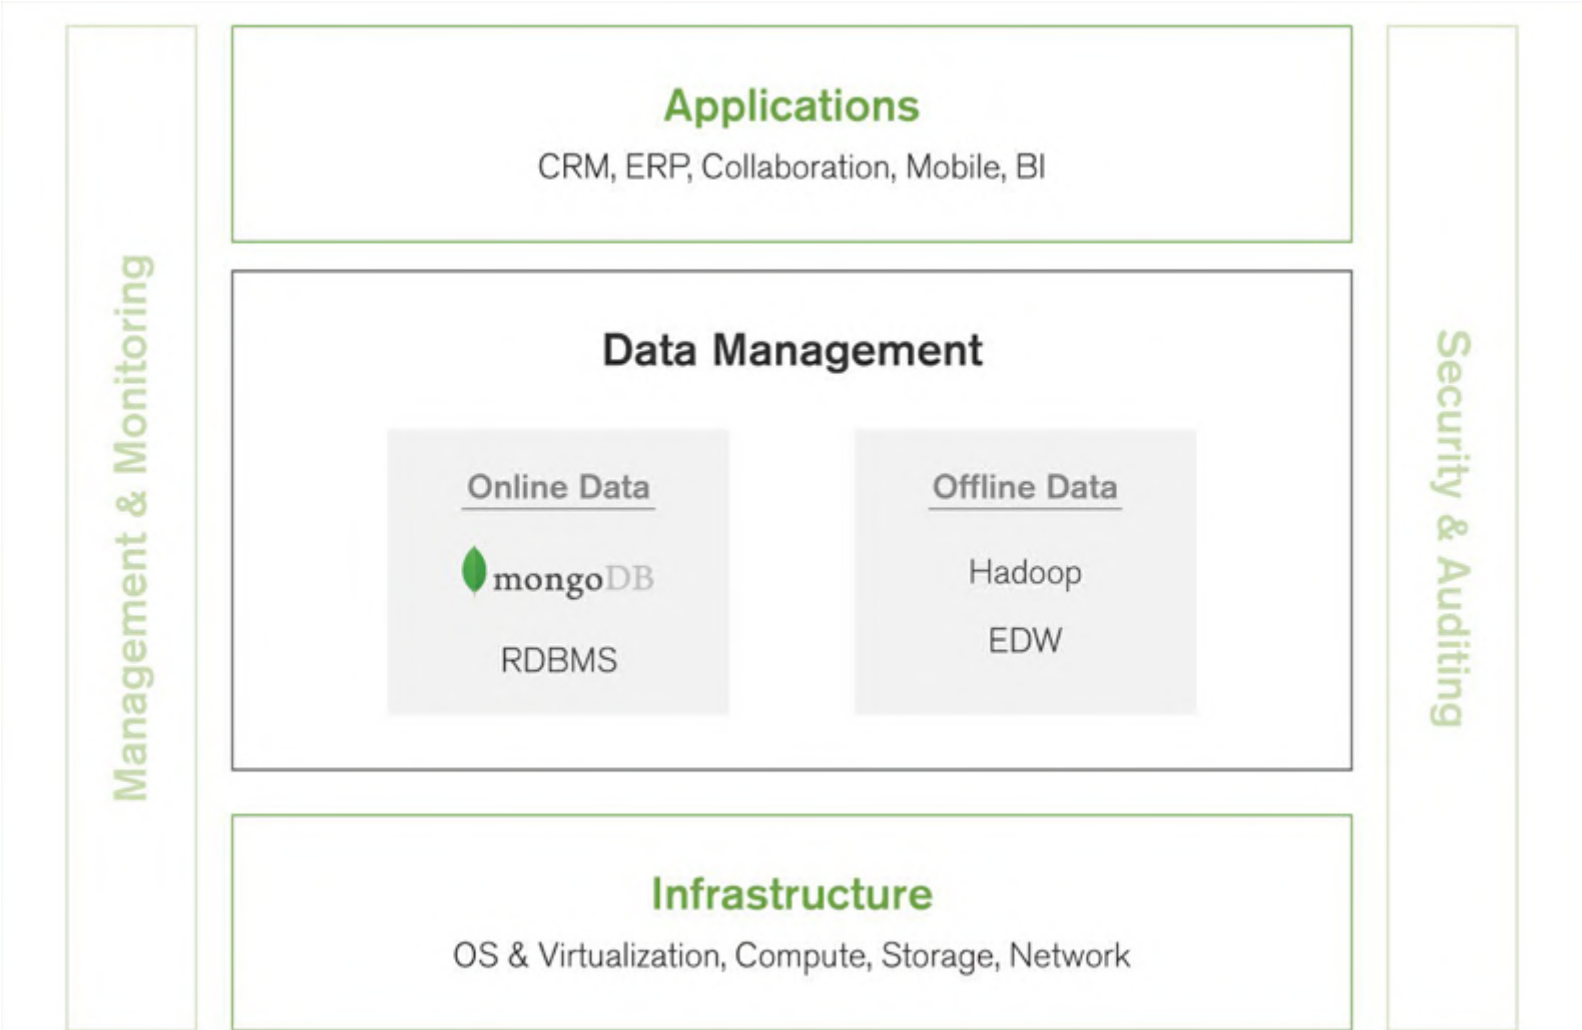 Management & Monitoring
Applications
CRM, ERP, Collaboration, Mobile, BI
Data Management
Online Data
mongoDB
RDBMS
Offline Data
Hadoop
EDW
Infrastructure
OS & Virtualization, Compute, Storage, Network
Security & Auditing